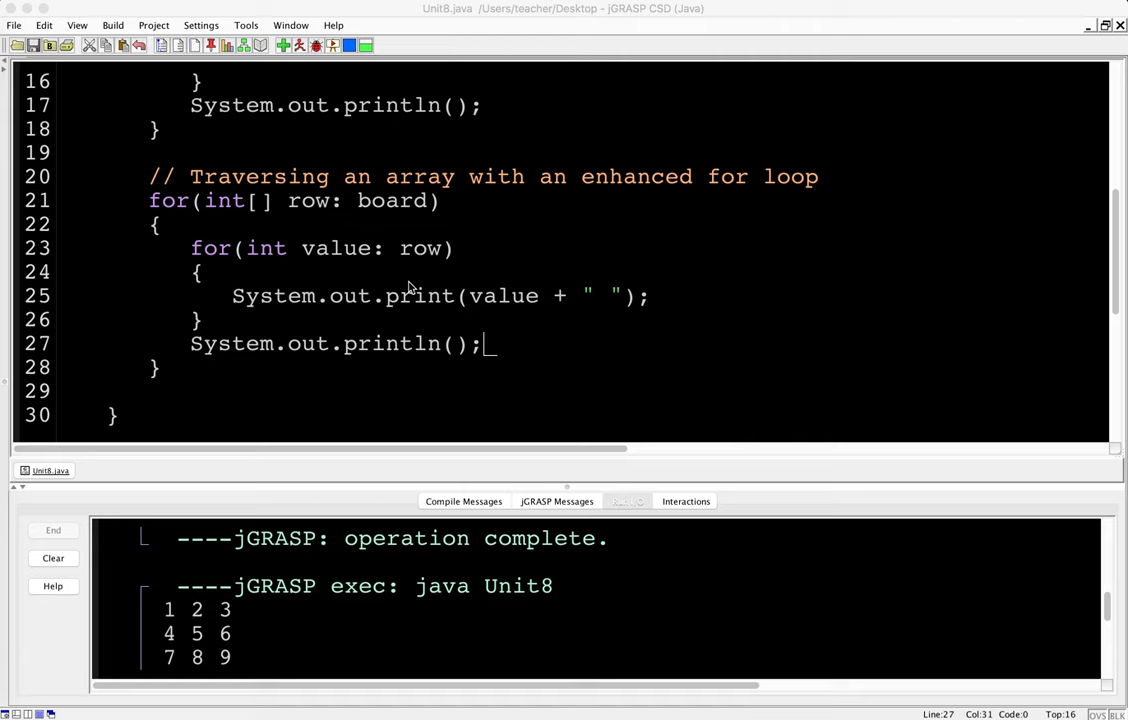 Unit8.java /Users/teacher/Desktop - jGRASP CSD (Java)
File Edit View Build Project Settings Tools Window Help
16 }
17 System.out.println();
18 }
19
20 // Traversing an array with an enhanced for loop
21 for(int[] row: board)
22 {
23 for(int value: row)
24 {
25 System.out.print(value + " ");
26 }
27 System.out.println();
28 }
29
30 }
Unit8.java
Compile Messages jGRASP Messages Run I/O Interactions
End
Clear
Help
----jGRASP: operation complete.
----jGRASP exec: java Unit8
1 2 3
4 5 6
7 8 9
Line:27 Col:31 Code:0 Top:16 OVS BLK